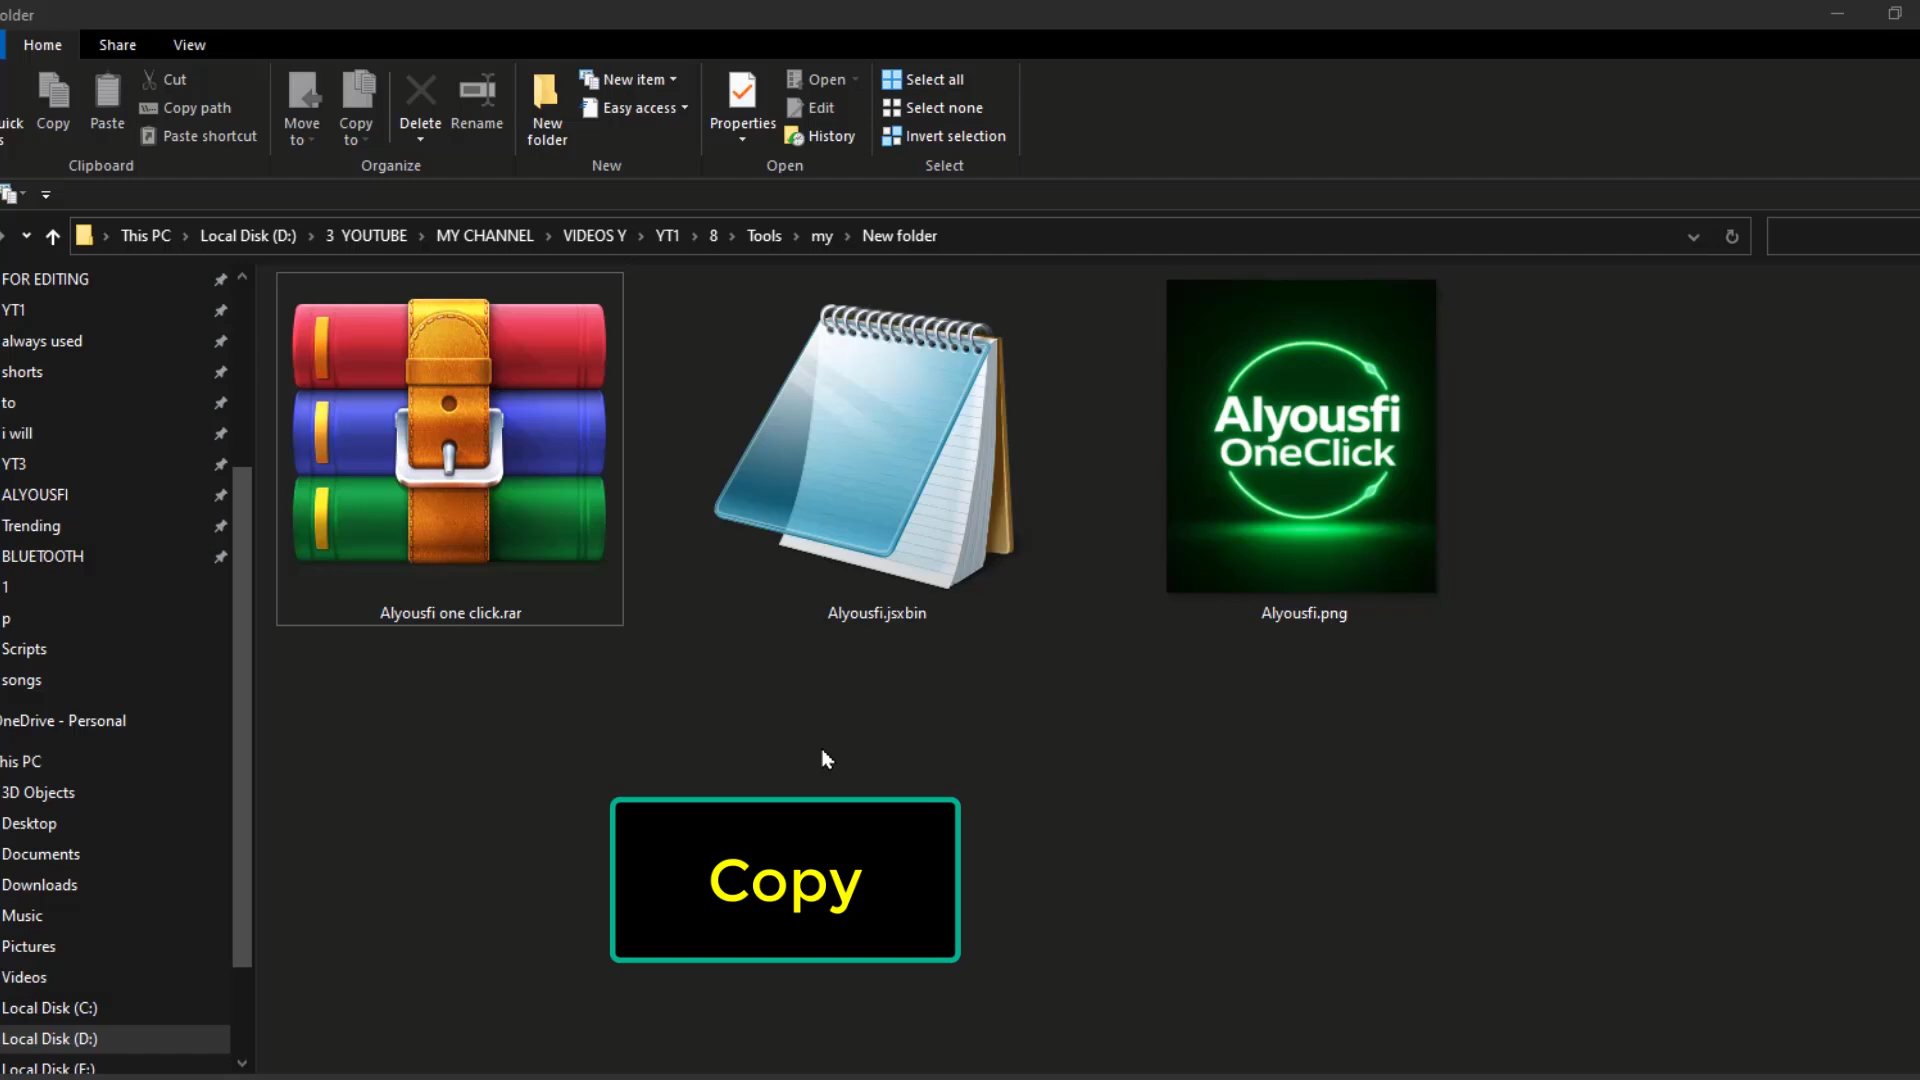 older
Home
Share
View
uick
s
Copy
Paste
Cut
Copy path
Paste shortcut
Clipboard
Move
to
Copy
to
Delete
Rename
Organize
New
folder
New item
Easy access
New
Properties
Open
Edit
History
Open
Select all
Select none
Invert selection
Select
This PC
Local Disk (D:)
3 YOUTUBE
MY CHANNEL
VIDEOS Y
YT1
8
Tools
my
New folder
FOR EDITING
YT1
always used
shorts
to
i will
YT3
ALYOUSFI
Trending
BLUETOOTH
1
p
Scripts
songs
OneDrive - Personal
his PC
3D Objects
Desktop
Documents
Downloads
Music
Pictures
Videos
Local Disk (C:)
Local Disk (D:)
Local Disk (E:)
Alyousfi one click.rar
Alyousfi.jsxbin
Alyousfi
OneClick
Alyousfi.png
Copy